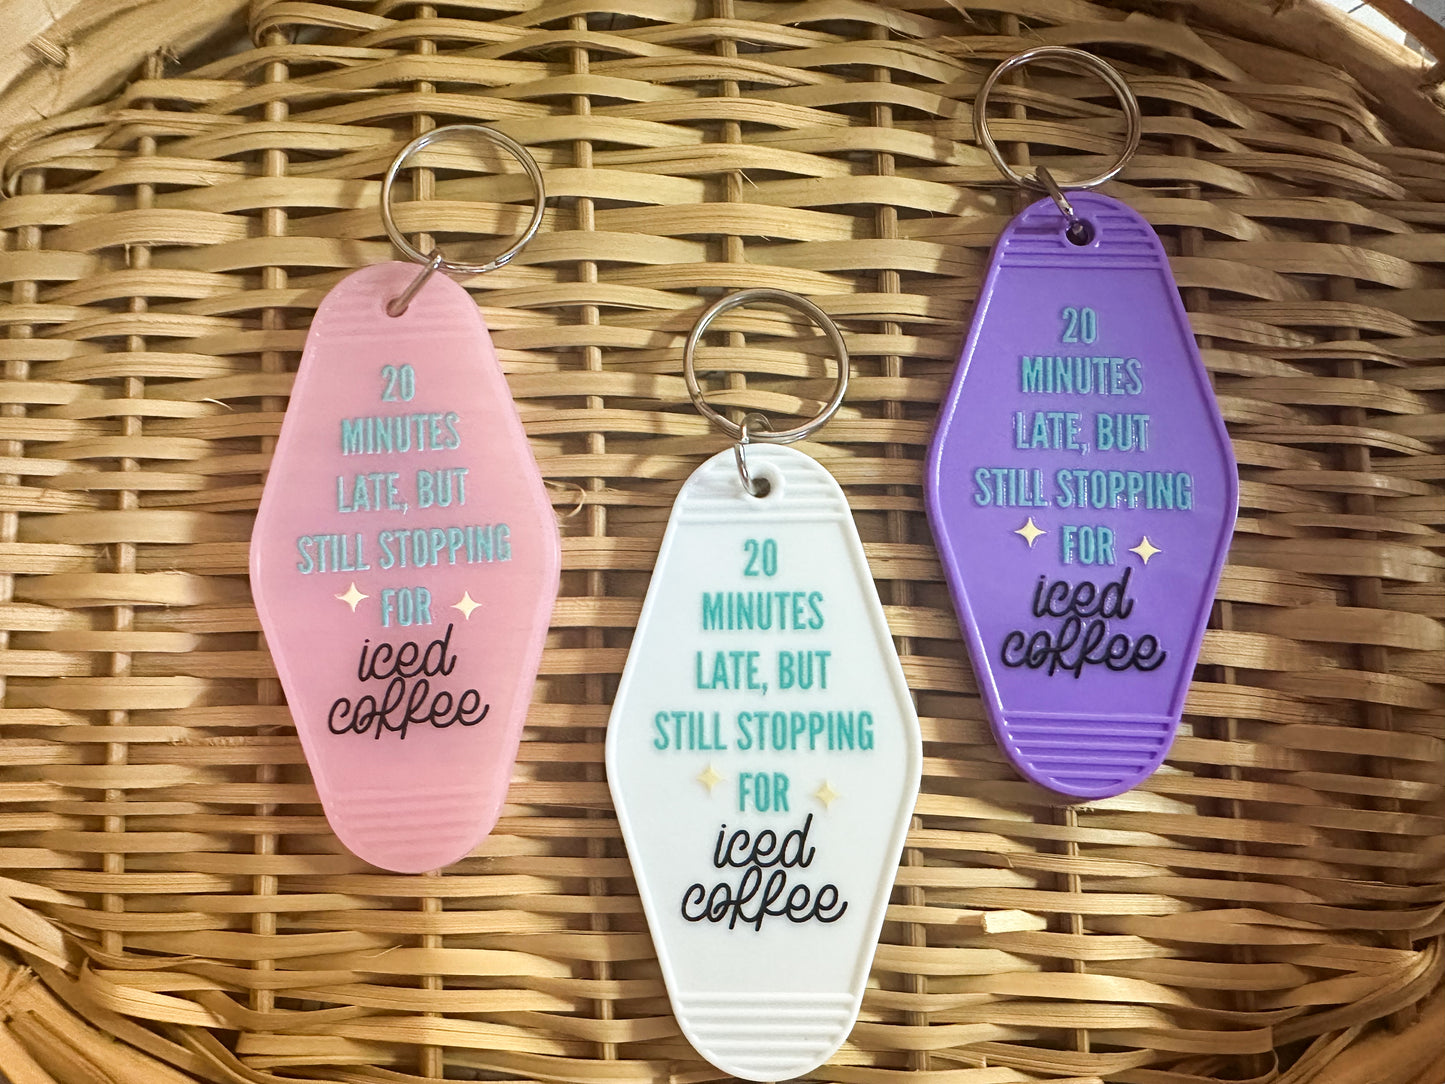 20
MINUTES
LATE, BUT
STILL STOPPING
FOR
iced
coffee
20
MINUTES
LATE, BUT
STILL STOPPING
FOR
iced
coffee
20
MINUTES
LATE, BUT
STILL STOPPING
FOR
iced
coffee